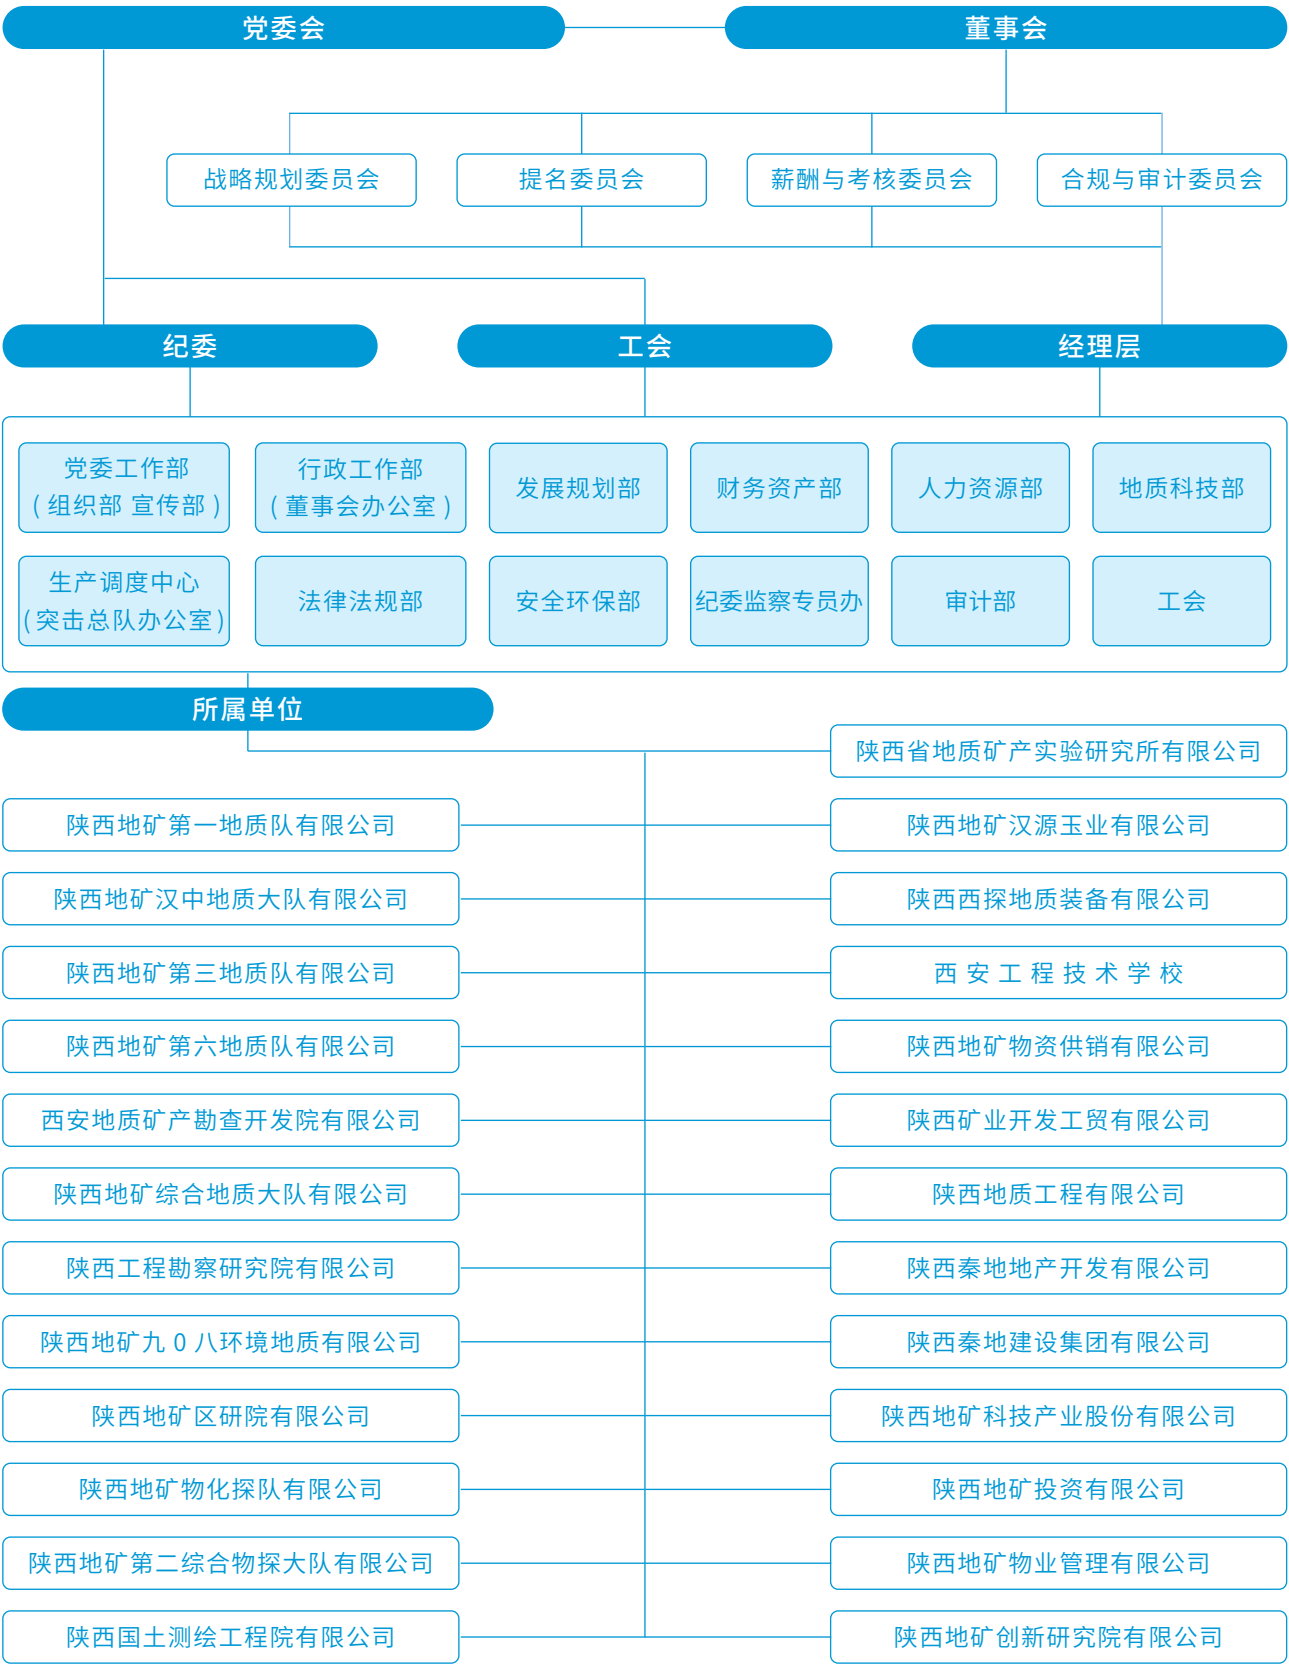 党委会
董事会
战略规划委员会
提名委员会
薪酬与考核委员会
合规与审计委员会
纪委
工会
经理层
党委工作部
(组织部 宣传部)
行政工作部
(董事会办公室)
发展规划部
财务资产部
人力资源部
地质科技部
生产调度中心
(突击总队办公室)
法律法规部
安全环保部
纪委监察专员办
审计部
工会
所属单位
陕西省地质矿产实验研究所有限公司
陕西地矿第一地质队有限公司
陕西地矿汉源玉业有限公司
陕西地矿汉中地质大队有限公司
陕西西探地质装备有限公司
陕西地矿第三地质队有限公司
西安工程技术学校
陕西地矿第六地质队有限公司
陕西地矿物资供销有限公司
西安地质矿产勘查开发院有限公司
陕西矿业开发工贸有限公司
陕西地矿综合地质大队有限公司
陕西地质工程有限公司
陕西工程勘察研究院有限公司
陕西秦地地产开发有限公司
陕西地矿九0八环境地质有限公司
陕西秦地建设集团有限公司
陕西地矿区研院有限公司
陕西地矿科技产业股份有限公司
陕西地矿物化探队有限公司
陕西地矿投资有限公司
陕西地矿第二综合物探大队有限公司
陕西地矿物业管理有限公司
陕西国土测绘工程院有限公司
陕西地矿创新研究院有限公司